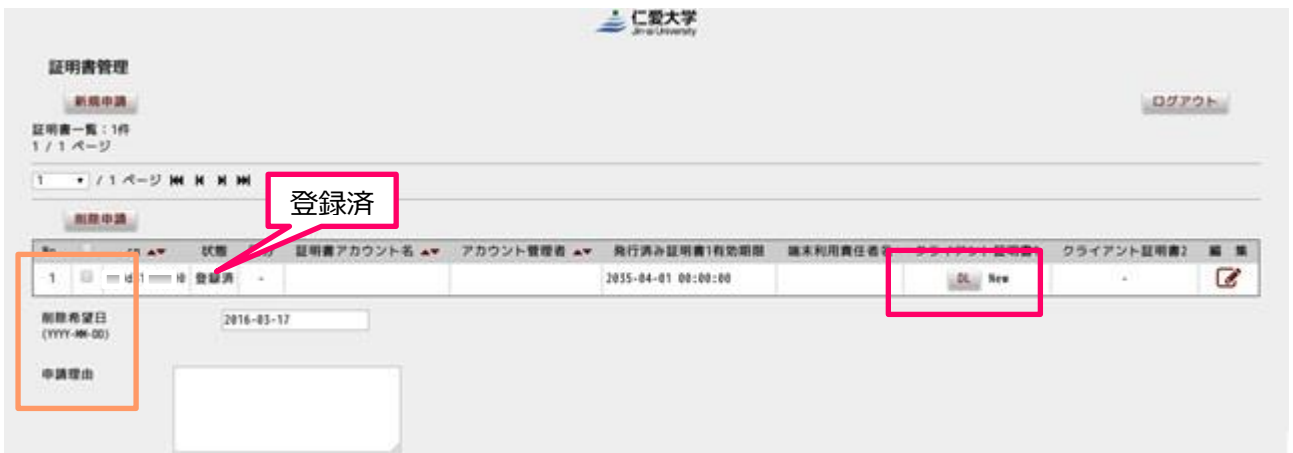 仁愛大学
Jin-ai University
証明書管理
新規申請
ログアウト
証明書一覧：1件
1 / 1 ページ
1 / 1 ページ
登録済
削除申請
No. 状態 証明書アカウント名 ▲▼ アカウント管理者 ▲▼ 発行済み証明書1有効期限 端末利用責任者名 クライアント証明書2 編 集
1 登録済 - 2035-04-01 00:00:00 DL New -
削除希望日 2016-03-17
(YYYY-MM-DD)
申請理由